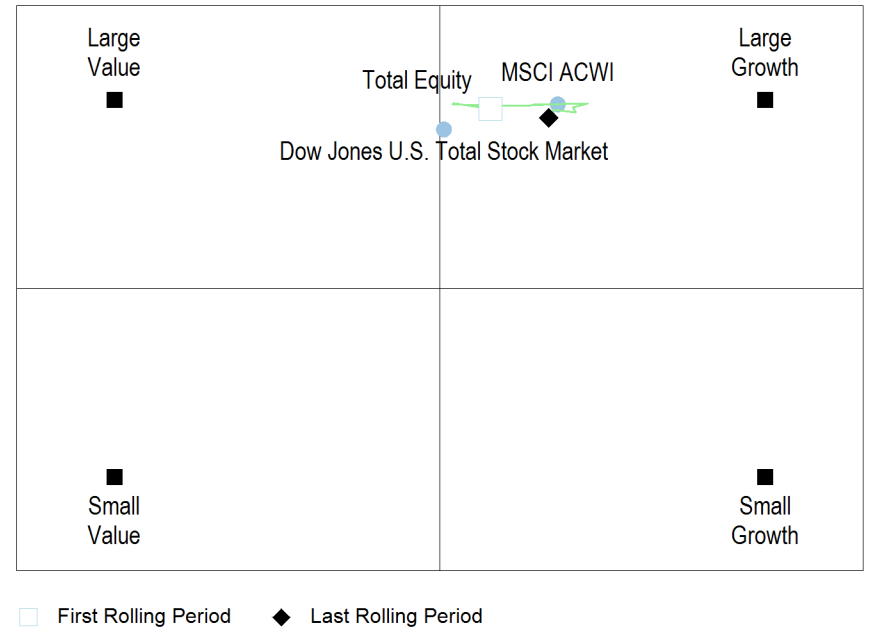 Large
Value
Large
Growth
Total Equity
MSCI ACWI
Dow Jones U.S. Total Stock Market
Small
Value
Small
Growth
First Rolling Period
Last Rolling Period